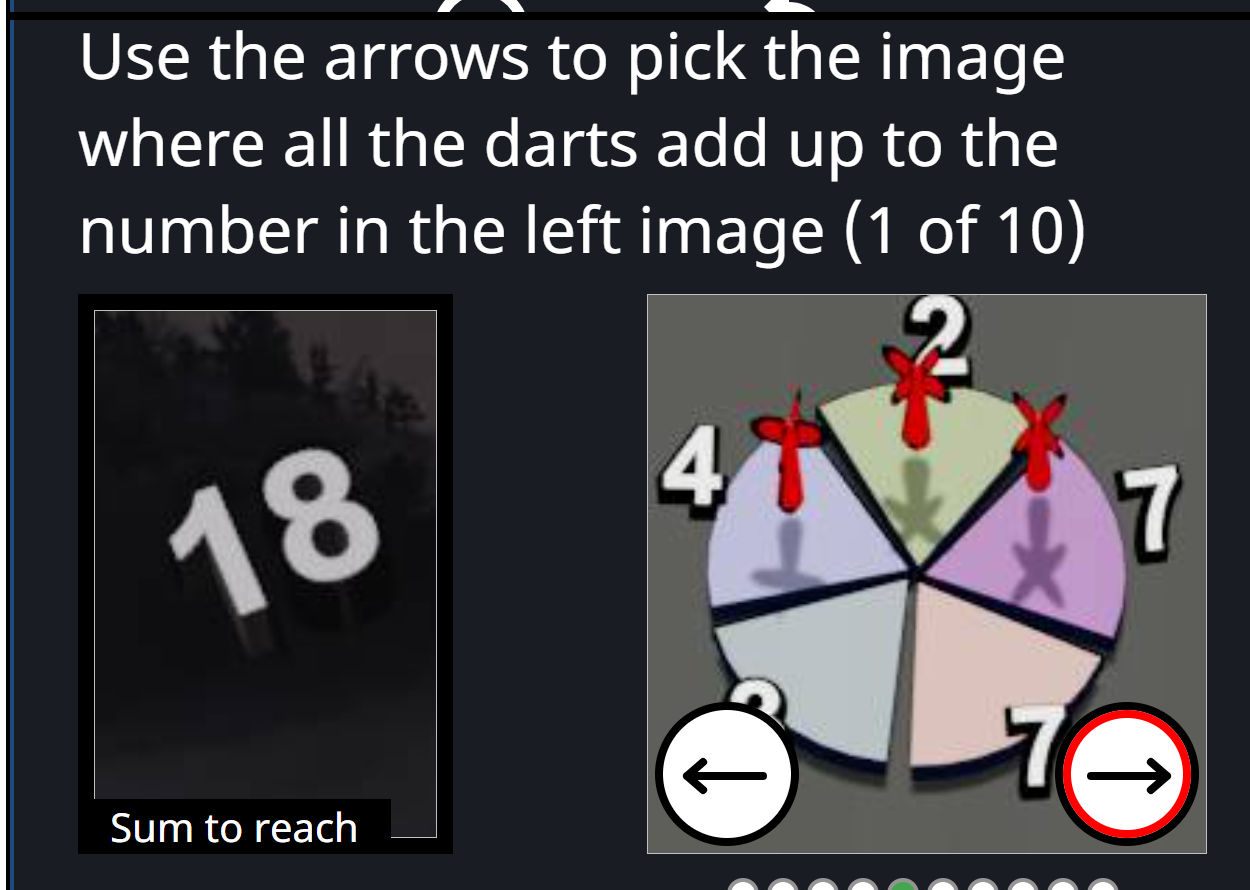 Use the arrows to pick the image
where all the darts add up to the
number in the left image (1 of 10)
18
Sum to reach
2
4
7
7